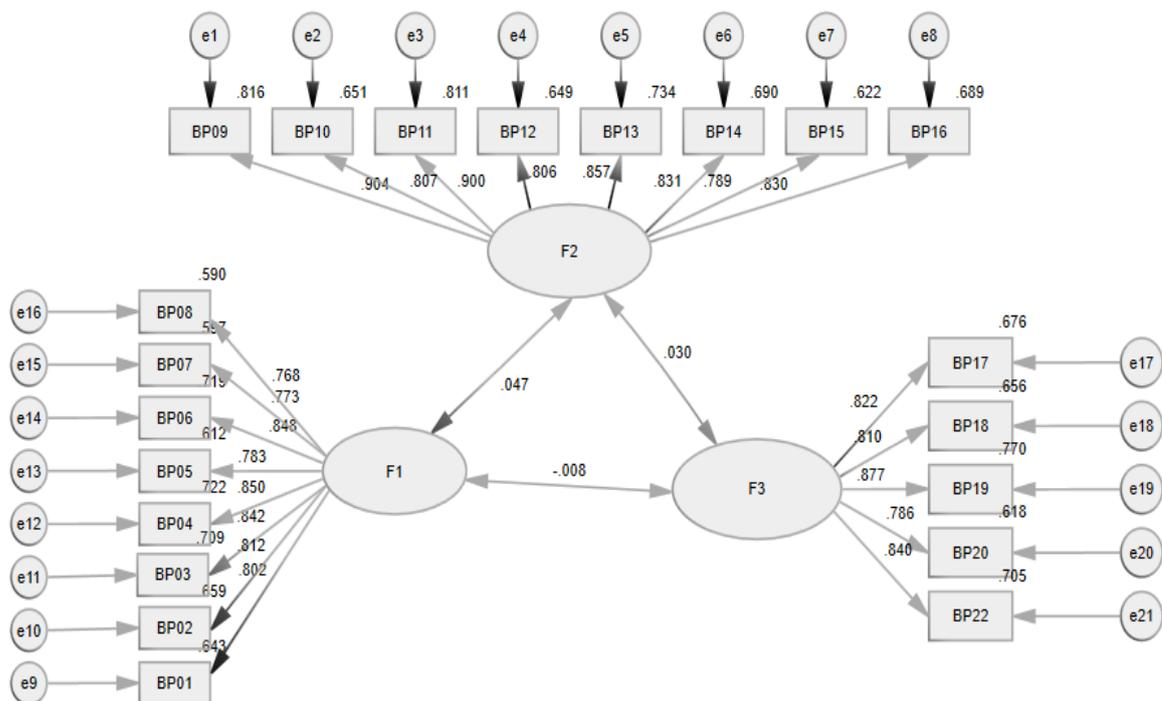 e1 e2 e3 e4 e5 e6 e7 e8
.816 .651 .811 .649 .734 .690 .622 .689
BP09 BP10 BP11 BP12 BP13 BP14 BP15 BP16
.904 .807 .900 .806 .857 .831 .789 .830
F2
.590
e16 BP08
.597
e15 BP07
.719
e14 BP06
.612
e13 BP05
.722
e12 BP04
.709
e11 BP03
.659
e10 BP02
.643
e9 BP01
.768
.773
.848
.783
.850
.842
.812
.802
F1
.047
.030
-.008
F3
.822
.810
.877
.786
.840
.676
BP17 e17
.656
BP18 e18
.770
BP19 e19
.618
BP20 e20
.705
BP22 e21